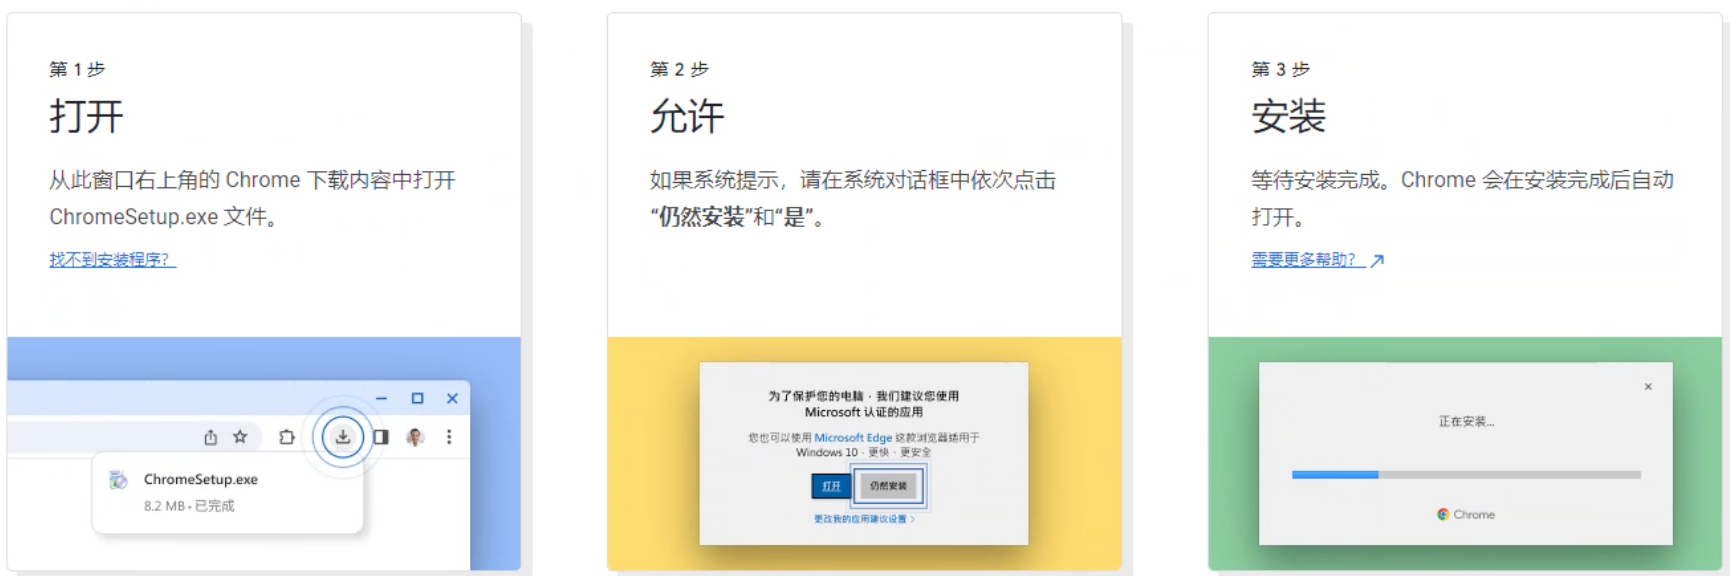 第 1 步
打开
从此窗口右上角的 Chrome 下载内容中打开
ChromeSetup.exe 文件。
找不到安装程序？
ChromeSetup.exe
8.2 MB • 已完成
第 2 步
允许
如果系统提示，请在系统对话框中依次点击
“仍然安装”和“是”。
为了保护您的电脑，我们建议您使用
Microsoft 认证的应用
您也可以使用 Microsoft Edge 这款浏览器适用于
Windows 10 - 更快、更安全
打开
仍然安装
更改我的应用建议设置 >
第 3 步
安装
等待安装完成。Chrome 会在安装完成后自动
打开。
需要更多帮助？
正在安装...
Chrome